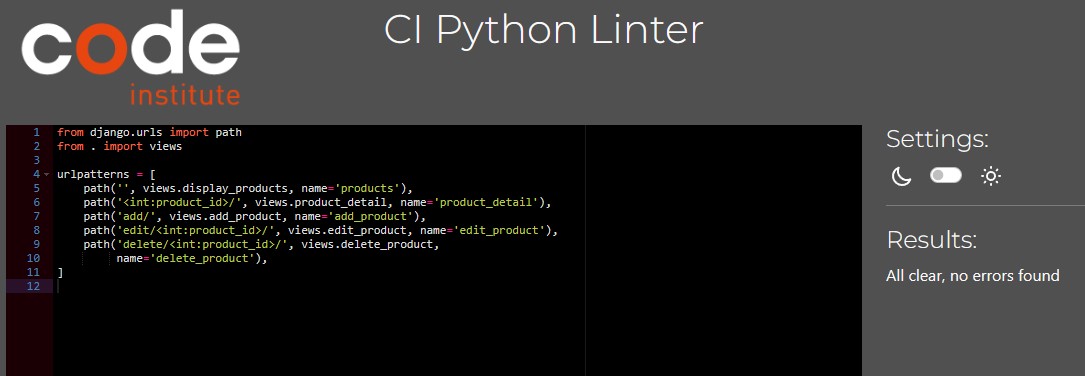 code
institute
CI Python Linter
1 from django.urls import path
2 from . import views
3
4 urlpatterns = [
5     path('', views.display_products, name='products'),
6     path('<int:product_id>/', views.product_detail, name='product_detail'),
7     path('add/', views.add_product, name='add_product'),
8     path('edit/<int:product_id>/', views.edit_product, name='edit_product'),
9     path('delete/<int:product_id>/', views.delete_product,
10          name='delete_product'),
11 ]
12
Settings:
Results:
All clear, no errors found